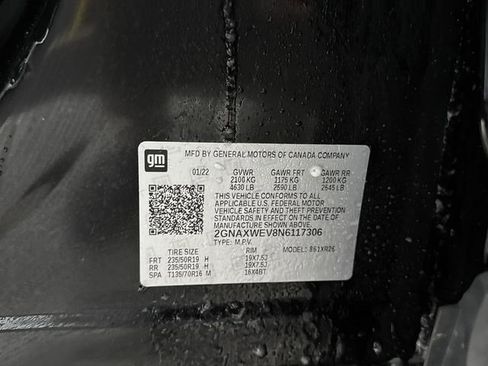 gm
MFD BY GENERAL MOTORS OF CANADA COMPANY
01/22 GVWR GAWR FRT GAWR RR
2100 KG 1175 KG 1200 KG
4630 LB 2590 LB 2645 LB
THIS VEHICLE CONFORMS TO ALL
APPLICABLE U.S. FEDERAL MOTOR
VEHICLE SAFETY AND THEFT
PREVENTION STANDARDS IN EFFECT
ON THE DATE OF
MANUFACTURE SHOWN ABOVE.
2GNAXWEV8N6117306
TYPE: M.P.V. MODEL:
TIRE SIZE RIM
FRT 235/50R19 H 19X7.5J
RR 235/50R19 H 19X7.5J
SPA T135/70R16 M 16X4BT